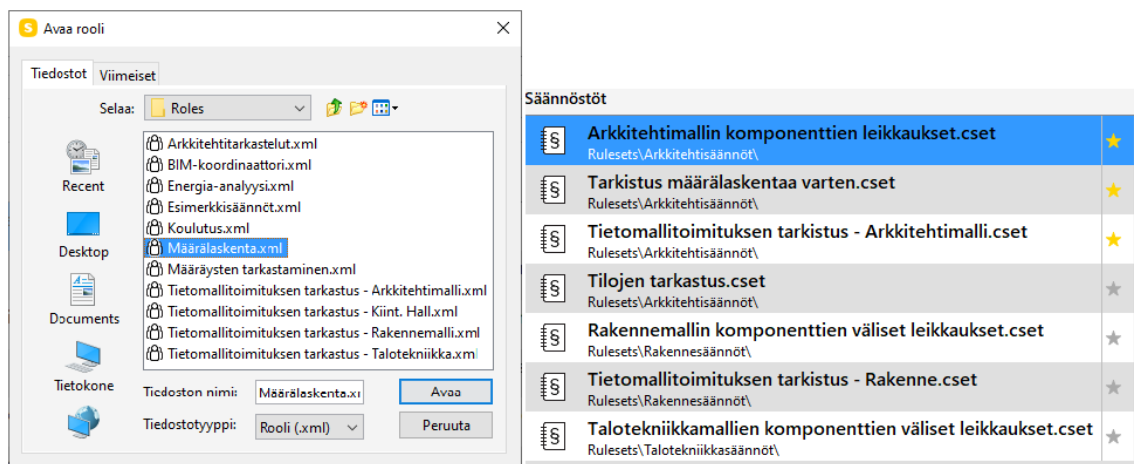 S Avaa rooli
Tiedostot Viimeiset
Selaa: Roles
Recent
Desktop
Documents
Tietokone
Arkkitehtitarkastelut.xml
BIM-koordinaattori.xml
Energia-analyysi.xml
Esimerkkisäännöt.xml
Koulutus.xml
Määrälaskenta.xml
Määräysten tarkastaminen.xml
Tietomallitoimituksen tarkastus - Arkkitehtimalli.xml
Tietomallitoimituksen tarkastus - Kiint. Hall.xml
Tietomallitoimituksen tarkastus - Rakennemalli.xml
Tietomallitoimituksen tarkastus - Talotekniikka.xml
Tiedoston nimi: Määrälaskenta.xı Avaa
Tiedostotyyppi: Rooli (.xml) Peruuta
Säännöstöt
§ Arkkitehtimallin komponenttien leikkaukset.cset
Rulesets\Arkkitehtisäännöt\
§ Tarkistus määrälaskentaa varten.cset
Rulesets\Arkkitehtisäännöt\
§ Tietomallitoimituksen tarkistus - Arkkitehtimalli.cset
Rulesets\Arkkitehtisäännöt\
§ Tilojen tarkastus.cset
Rulesets\Arkkitehtisäännöt\
§ Rakennemallin komponenttien väliset leikkaukset.cset
Rulesets\Rakennesäännöt\
§ Tietomallitoimituksen tarkistus - Rakenne.cset
Rulesets\Rakennesäännöt\
§ Talotekniikkamallien komponenttien väliset leikkaukset.cset
Rulesets\Talotekniikkasäännöt\